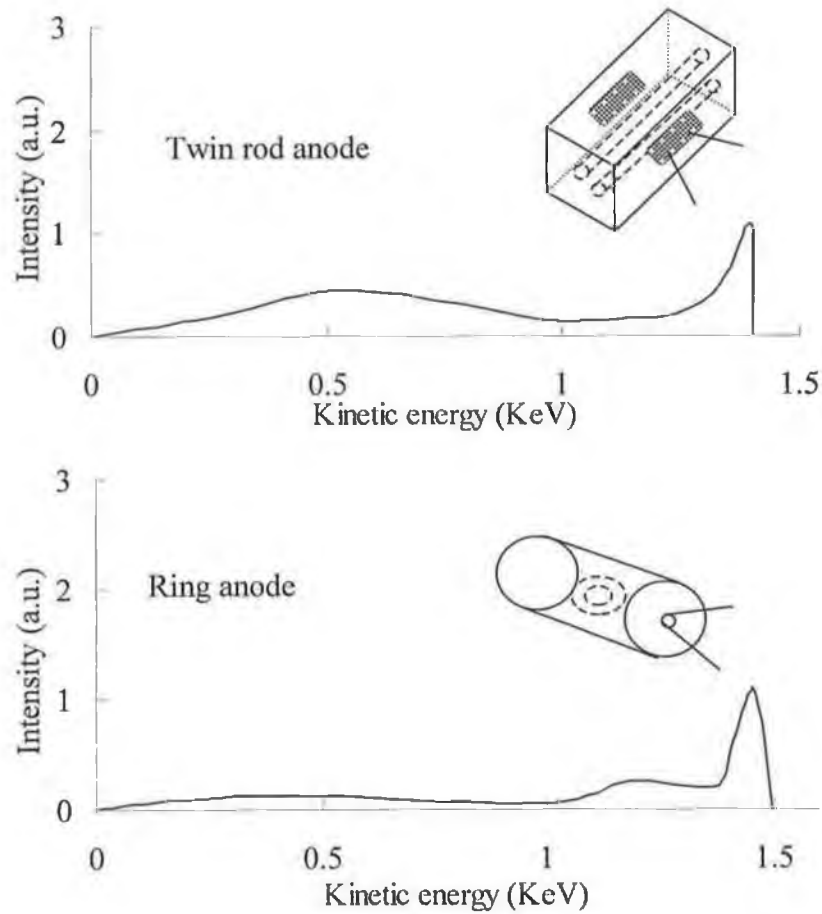 3
2
1
0
Intensity (a.u.)
Twin rod anode
0
0.5
1
1.5
Kinetic energy (KeV)
3
2
1
0
Intensity (a.u.)
Ring anode
0
0.5
1
1.5
Kinetic energy (KeV)